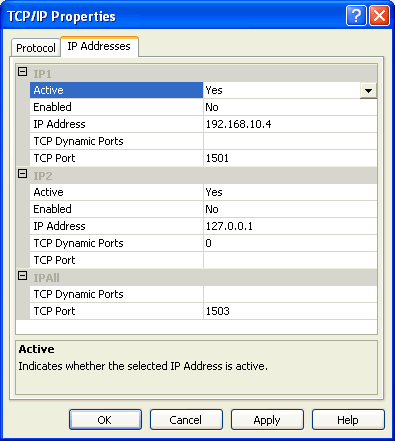 TCP/IP Properties
Protocol
IP Addresses
IP1
Active Yes
Enabled No
IP Address 192.168.10.4
TCP Dynamic Ports
TCP Port 1501
IP2
Active Yes
Enabled No
IP Address 127.0.0.1
TCP Dynamic Ports 0
TCP Port
IPAll
TCP Dynamic Ports
TCP Port 1503
Active
Indicates whether the selected IP Address is active.
OK Cancel Apply Help